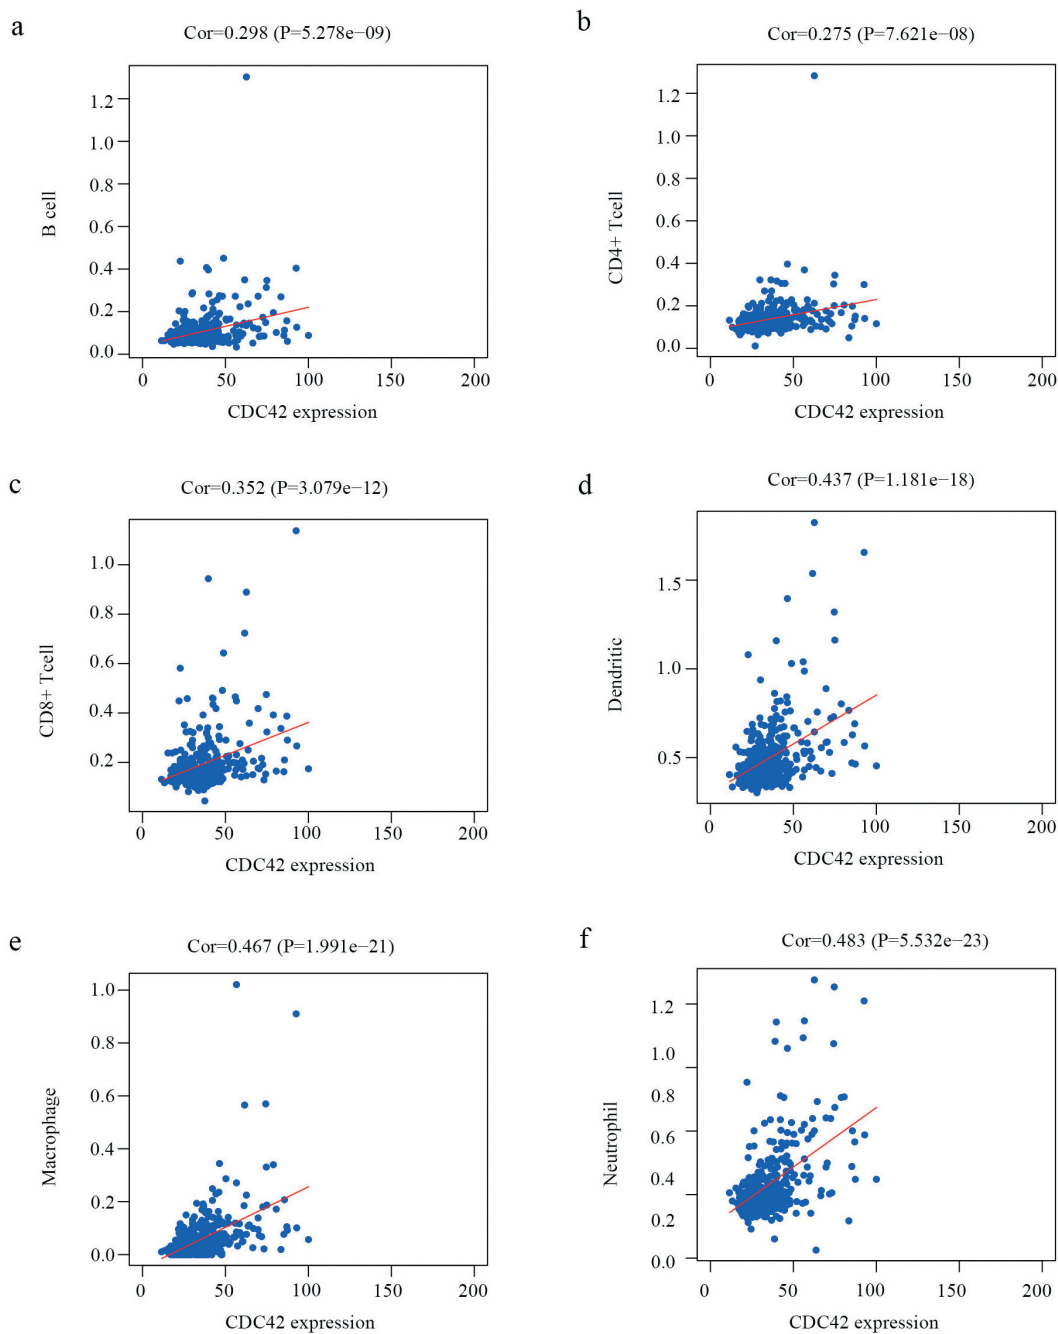 a
Cor=0.298 (P=5.278e−09)
B cell
1.2
1.0
0.8
0.6
0.4
0.2
0.0
0 50 100 150 200
CDC42 expression
b
Cor=0.275 (P=7.621e−08)
CD4+ Tcell
1.2
1.0
0.8
0.6
0.4
0.2
0.0
0 50 100 150 200
CDC42 expression
c
Cor=0.352 (P=3.079e−12)
CD8+ Tcell
1.0
0.8
0.6
0.4
0.2
0 50 100 150 200
CDC42 expression
d
Cor=0.437 (P=1.181e−18)
Dendritic
1.5
1.0
0.5
0 50 100 150 200
CDC42 expression
e
Cor=0.467 (P=1.991e−21)
Macrophage
1.0
0.8
0.6
0.4
0.2
0.0
0 50 100 150 200
CDC42 expression
f
Cor=0.483 (P=5.532e−23)
Neutrophil
1.2
1.0
0.8
0.6
0.4
0.2
0.0
0 50 100 150 200
CDC42 expression